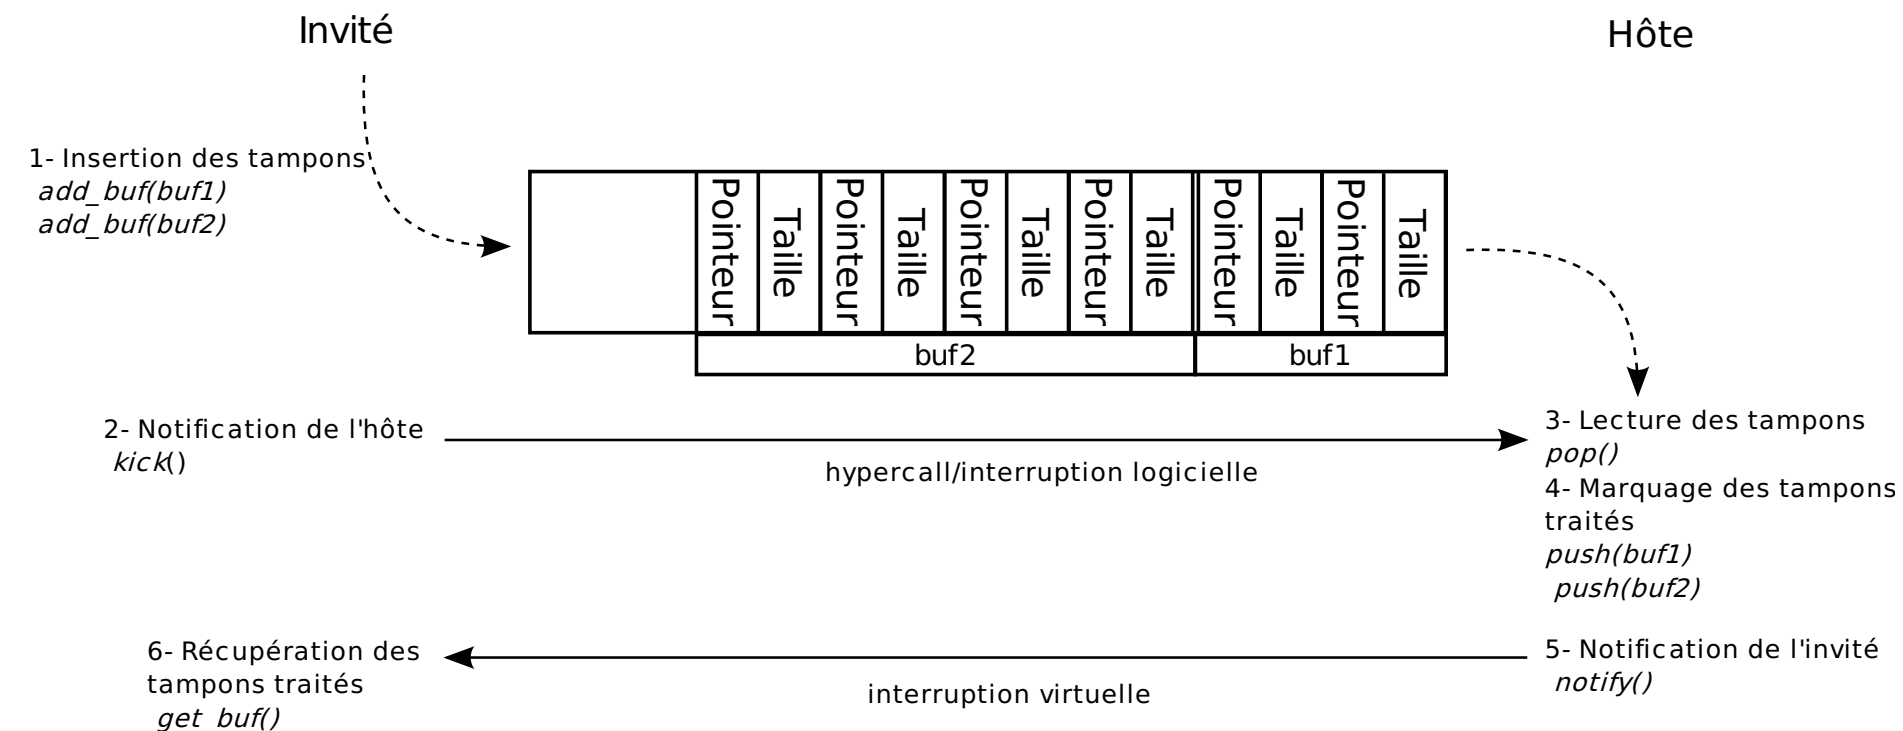 Invité
Hôte
1- Insertion des tampons
add_buf(buf1)
add_buf(buf2)
Pointeur Taille Pointeur Taille Pointeur Taille Pointeur Taille Pointeur Taille Pointeur Taille
buf2 buf1
2- Notification de l'hôte
kick()
hypercall/interruption logicielle
3- Lecture des tampons
pop()
4- Marquage des tampons
traités
push(buf1)
push(buf2)
5- Notification de l'invité
notify()
interruption virtuelle
6- Récupération des
tampons traités
get_buf()